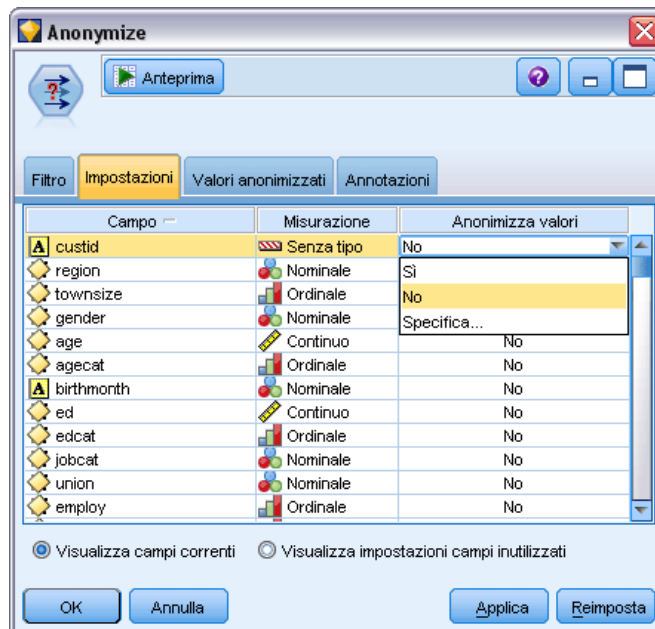 Anonymize
Anteprima
Filtro Impostazioni Valori anonimizzati Annotazioni
Campo Misurazione Anonimizza valori
A custid Senza tipo No
region Nominale Sì
townsize Ordinale No
gender Nominale Specifica...
age Continuo No
agecat Ordinale No
A birthmonth Nominale No
ed Continuo No
edcat Ordinale No
jobcat Nominale No
union Nominale No
employ Ordinale No
Visualizza campi correnti Visualizza impostazioni campi inutilizzati
OK Annulla Applica Reimposta